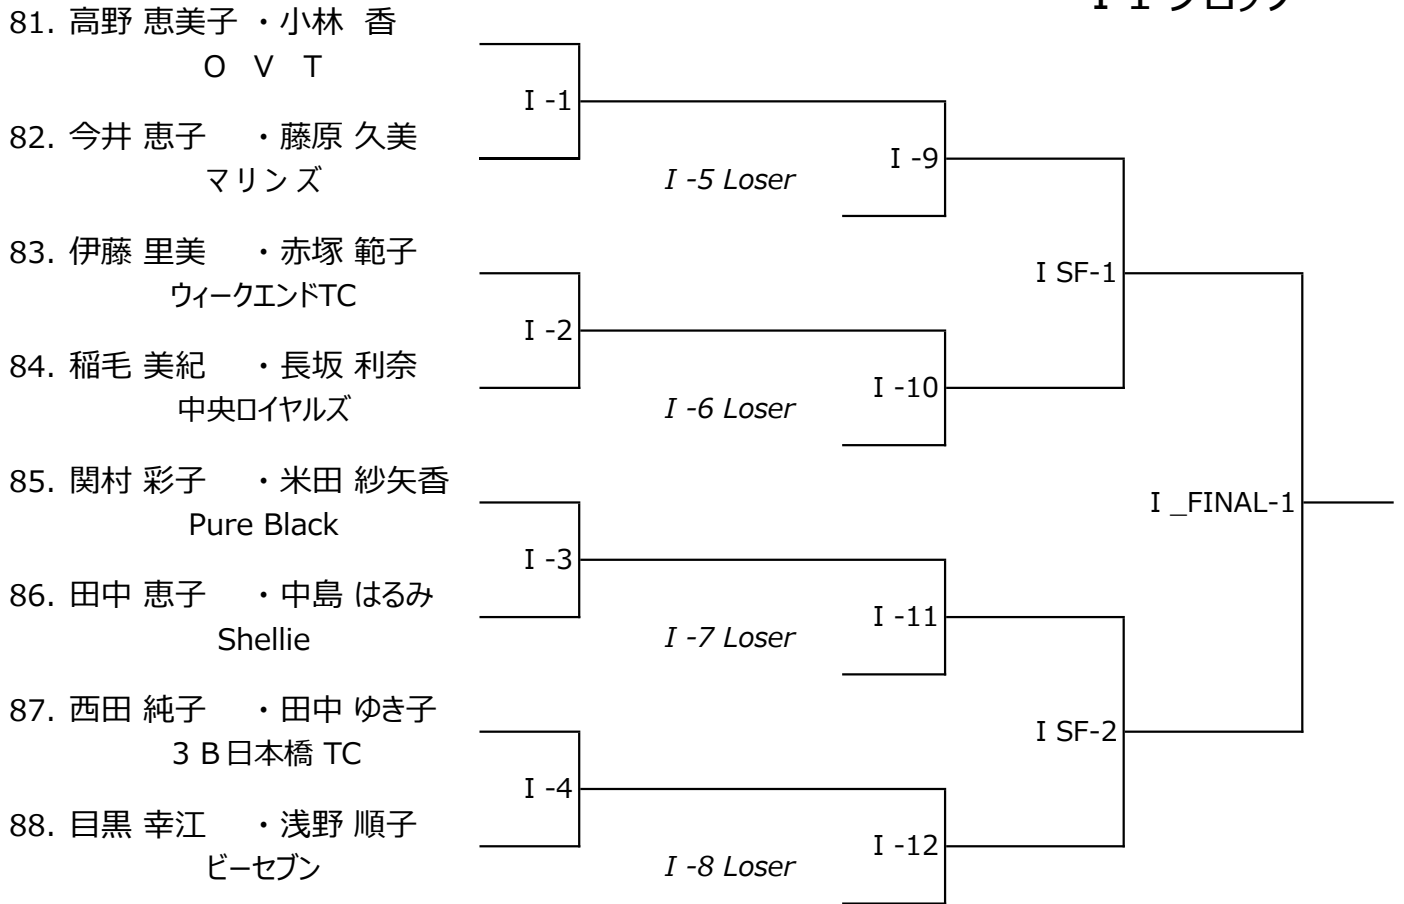 I 1 ブロック
81. 高野 恵美子 ・小林 香
O V T
I -1
82. 今井 恵子 ・藤原 久美
マリンズ
I -5 Loser
I -9
83. 伊藤 里美 ・赤塚 範子
ウィークエンドTC
I SF-1
I -2
84. 稲毛 美紀 ・長坂 利奈
中央ロイヤルズ
I -6 Loser
I -10
85. 関村 彩子 ・米田 紗矢香
Pure Black
I _FINAL-1
I -3
86. 田中 恵子 ・中島 はるみ
Shellie
I -7 Loser
I -11
87. 西田 純子 ・田中 ゆき子
3 B日本橋 TC
I SF-2
I -4
88. 目黒 幸江 ・浅野 順子
ビーセブン
I -8 Loser
I -12